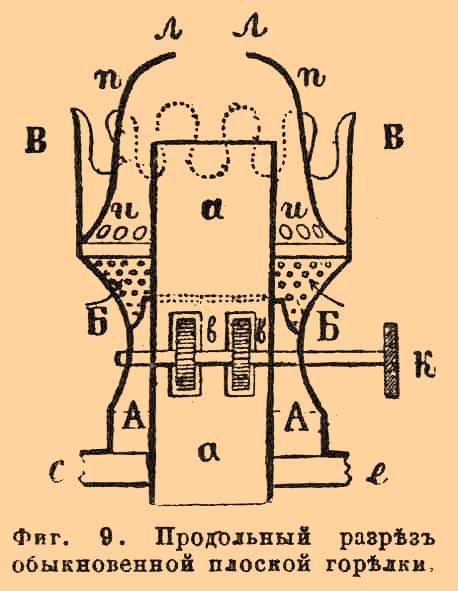 Л Л
п п
В В
а
и и
Б в в Б
К
А А
а
с е
Фиг. 9. Продольный разрѣзъ
обыкновенной плоской горѣлки.